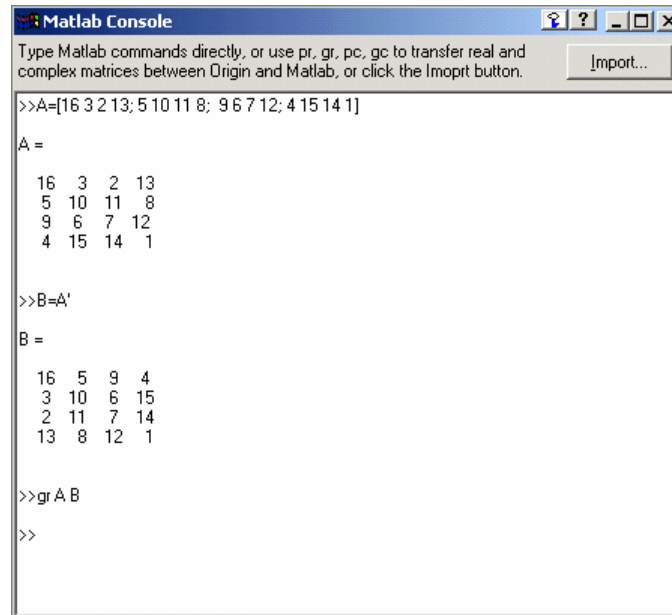 Matlab Console
Type Matlab commands directly, or use pr, gr, pc, gc to transfer real and
complex matrices between Origin and Matlab, or click the Imoprt button.
Import...
>>A=[16 3 2 13; 5 10 11 8;  9 6 7 12; 4 15 14 1]
A =
16 3 2 13
5 10 11 8
9 6 7 12
4 15 14 1
>>B=A'
B =
16 5 9 4
3 10 6 15
2 11 7 14
13 8 12 1
>>gr A B
>>